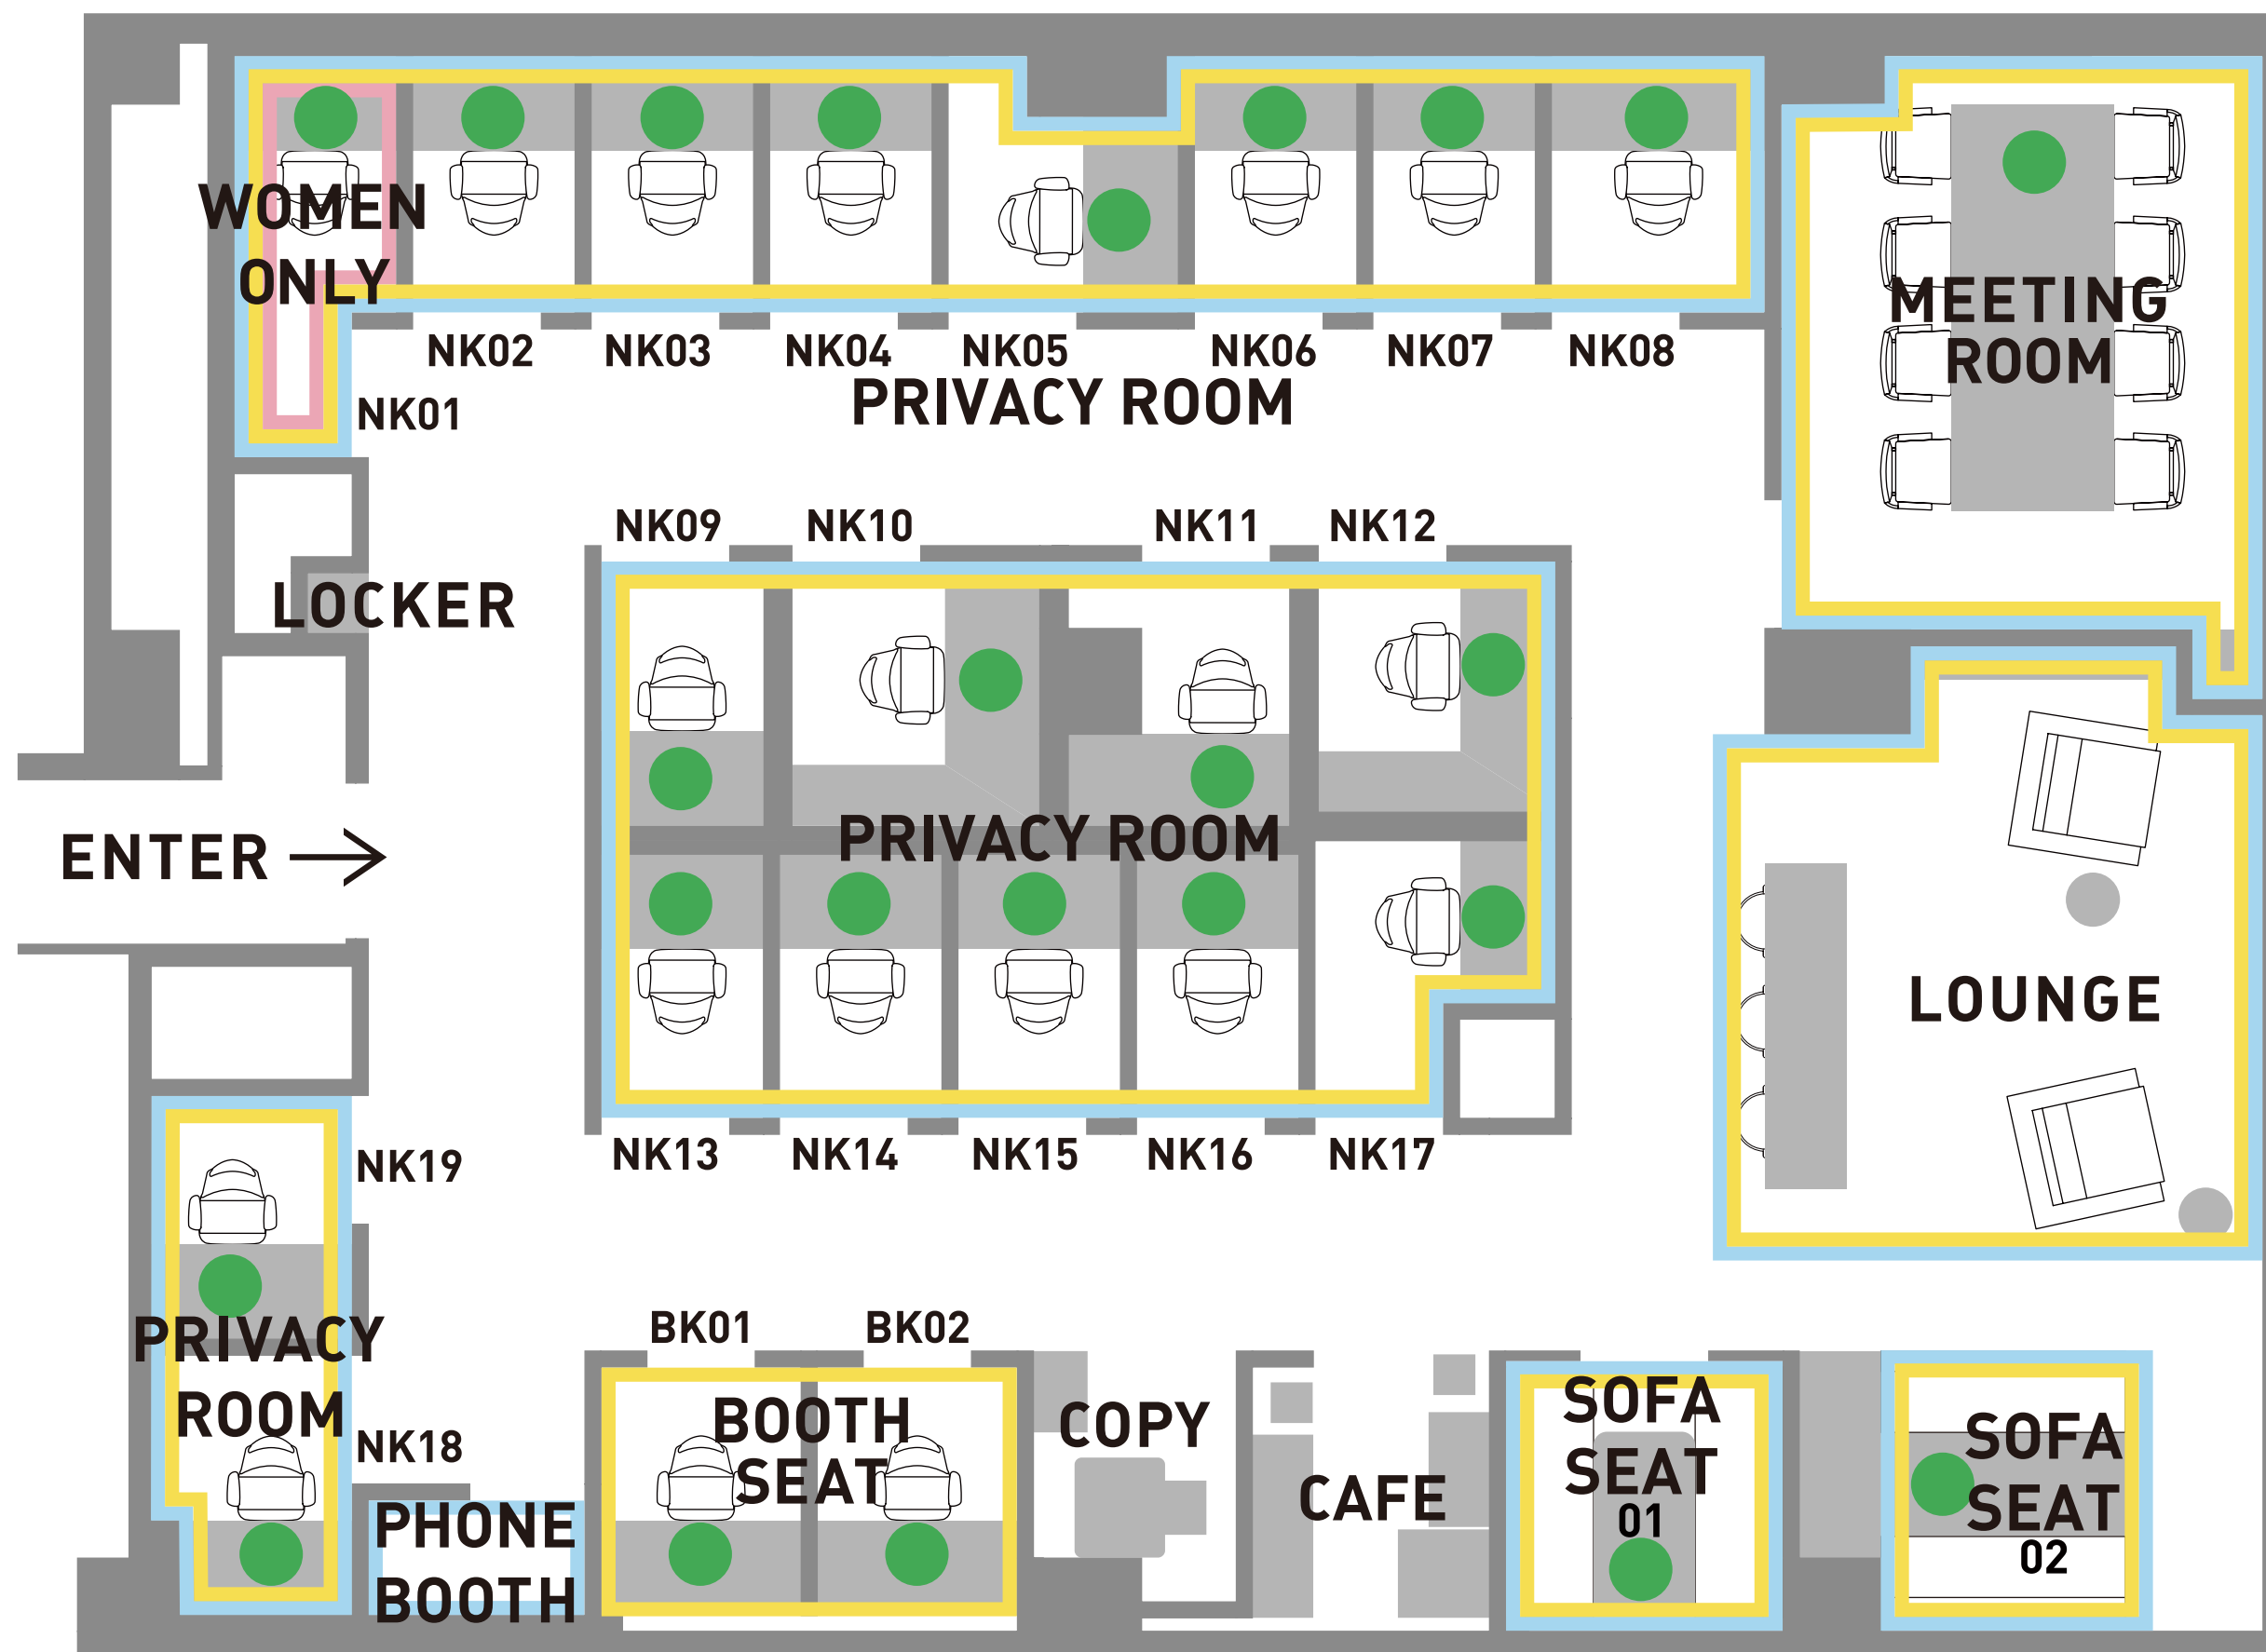 WOMEN
ONLY
MEETING
ROOM
NK02
NK03
NK04
NK05
NK06
NK07
NK08
NK01
PRIVACY ROOM
NK09
NK10
NK11
NK12
LOCKER
PRIVACY ROOM
ENTER
LOUNGE
NK13
NK14
NK15
NK16
NK17
NK19
PRIVACY
ROOM
NK18
BK01
BK02
BOOTH
SEAT
COPY
CAFE
SOFA
SEAT
01
SOFA
SEAT
02
PHONE
BOOTH